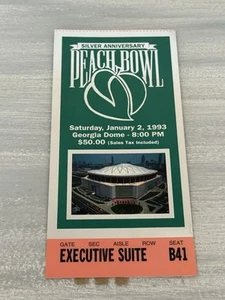 SILVER ANNIVERSARY
PEACH BOWL
Saturday, January 2, 1993
Georgia Dome - 8:00 PM
$50.00 (Sales Tax Included)
GATE SEC AISLE ROW SEAT
EXECUTIVE SUITE B41